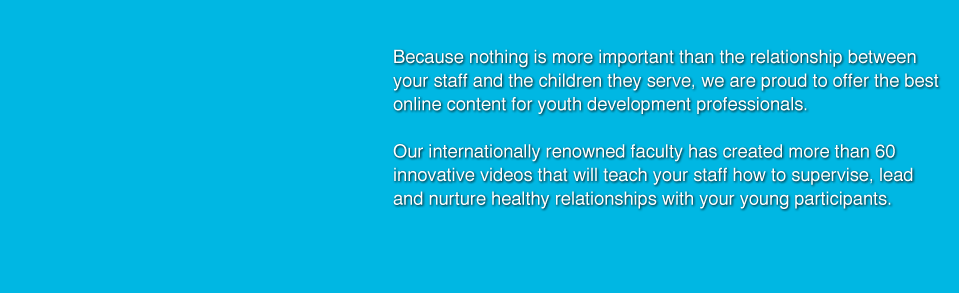 Because nothing is more important than the relationship between
your staff and the children they serve, we are proud to offer the best
online content for youth development professionals.
Our internationally renowned faculty has created more than 60
innovative videos that will teach your staff how to supervise, lead
and nurture healthy relationships with your young participants.